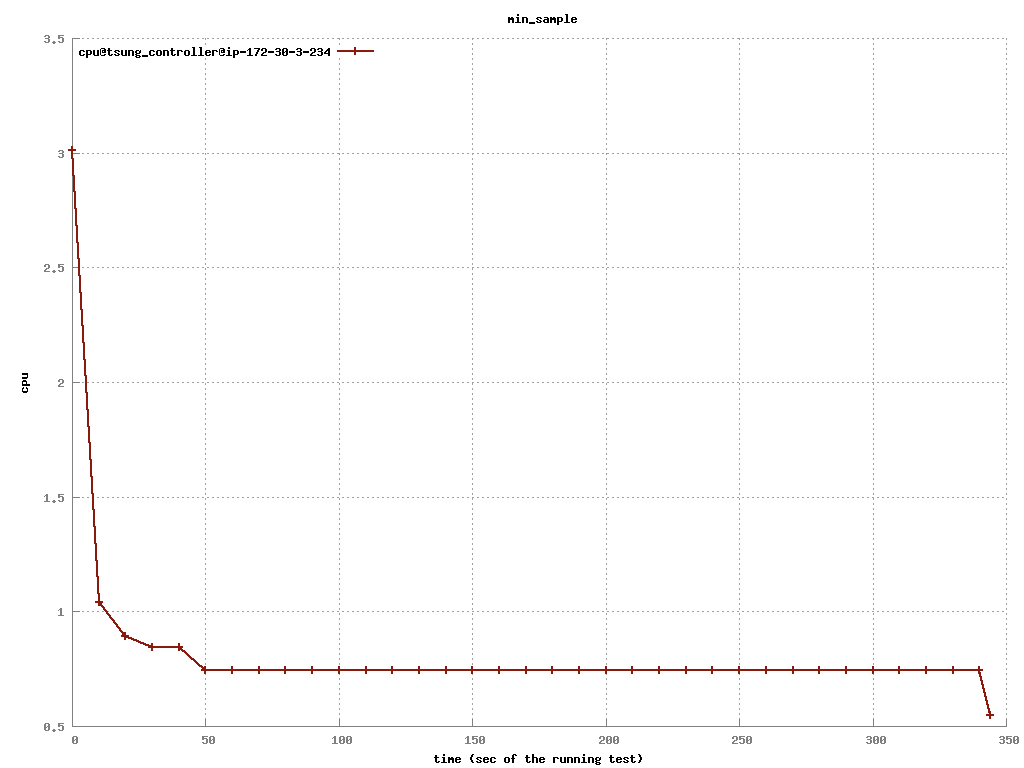 min_sample
3.5
cpu@tsung_controller@ip-172-30-3-234
3
2.5
2
cpu
1.5
1
0.5
0 50 100 150 200 250 300 350
time (sec of the running test)